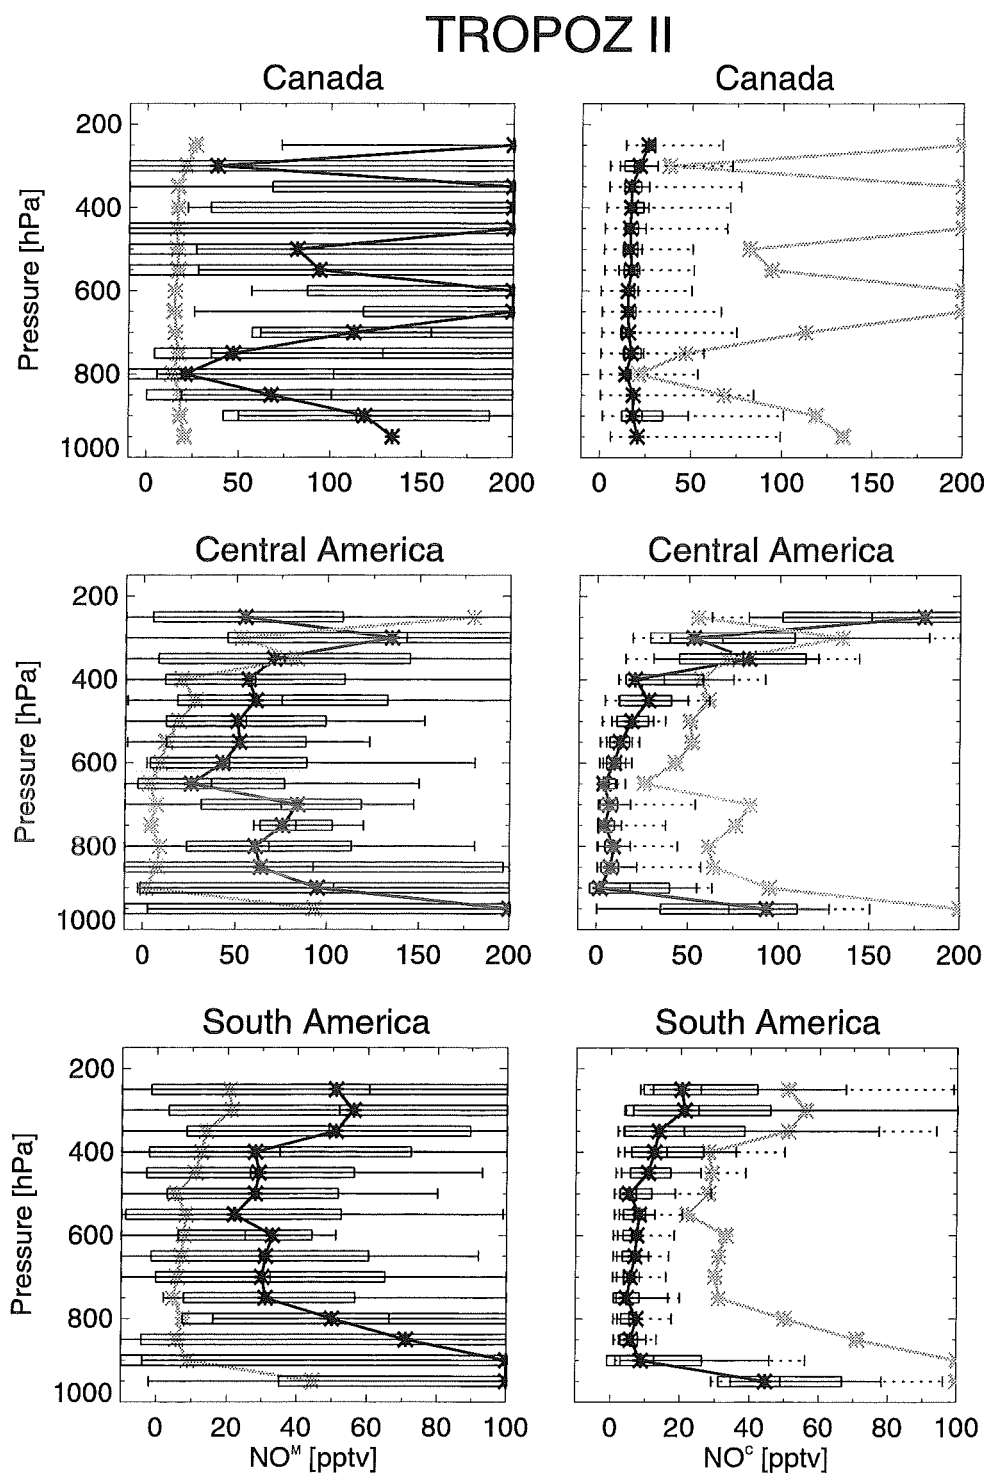 TROPOZ II
Canada
Canada
Pressure [hPa]
200
400
600
800
1000
0 50 100 150 200
0 50 100 150 200
Central America
Central America
Pressure [hPa]
200
400
600
800
1000
0 50 100 150 200
0 50 100 150 200
South America
South America
Pressure [hPa]
200
400
600
800
1000
0 20 40 60 80 100
0 20 40 60 80 100
NO^M [pptv]
NO^C [pptv]